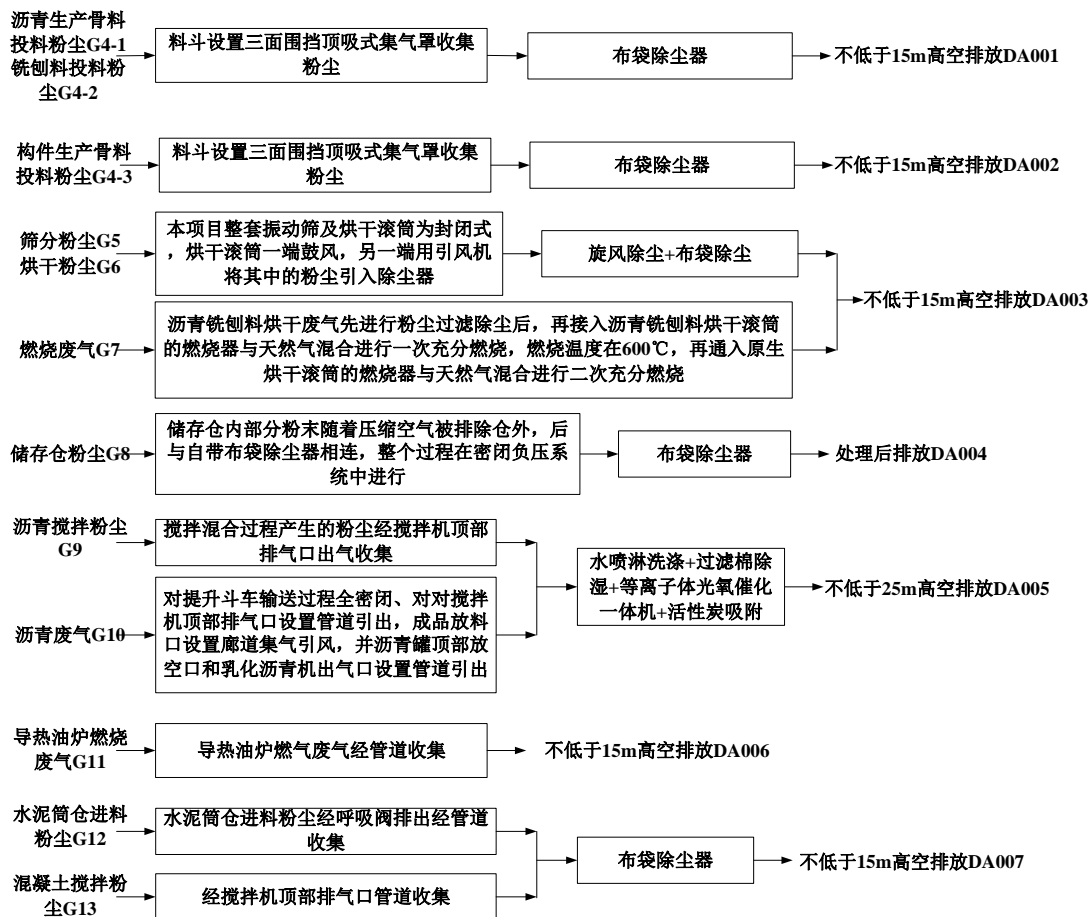 沥青生产骨料
投料粉尘G4-1
铣刨料投料粉
尘G4-2
料斗设置三面围挡顶吸式集气罩收集
粉尘
布袋除尘器
不低于15m高空排放DA001
构件生产骨料
投料粉尘G4-3
料斗设置三面围挡顶吸式集气罩收集
粉尘
布袋除尘器
不低于15m高空排放DA002
筛分粉尘G5
烘干粉尘G6
本项目整套振动筛及烘干滚筒为封闭式
，烘干滚筒一端鼓风，另一端用引风机
将其中的粉尘引入除尘器
旋风除尘+布袋除尘
不低于15m高空排放DA003
燃烧废气G7
沥青铣刨料烘干废气先进行粉尘过滤除尘后，再接入沥青铣刨料烘干滚筒
的燃烧器与天然气混合进行一次充分燃烧，燃烧温度在600℃，再通入原生
烘干滚筒的燃烧器与天然气混合进行二次充分燃烧
储存仓粉尘G8
储存仓内部分粉末随着压缩空气被排除仓外，后
与自带布袋除尘器相连，整个过程在密闭负压系
统中进行
布袋除尘器
处理后排放DA004
沥青搅拌粉尘
G9
搅拌混合过程产生的粉尘经搅拌机顶部
排气口出气收集
水喷淋洗涤+过滤棉除
湿+等离子体光氧催化
一体机+活性炭吸附
不低于25m高空排放DA005
沥青废气G10
对提升斗车输送过程全密闭、对对搅拌
机顶部排气口设置管道引出，成品放料
口设置廊道集气引风，并沥青罐顶部放
空口和乳化沥青机出气口设置管道引出
导热油炉燃烧
废气G11
导热油炉燃气废气经管道收集
不低于15m高空排放DA006
水泥筒仓进料
粉尘G12
水泥筒仓进料粉尘经呼吸阀排出经管道
收集
布袋除尘器
不低于15m高空排放DA007
混凝土搅拌粉
尘G13
经搅拌机顶部排气口管道收集